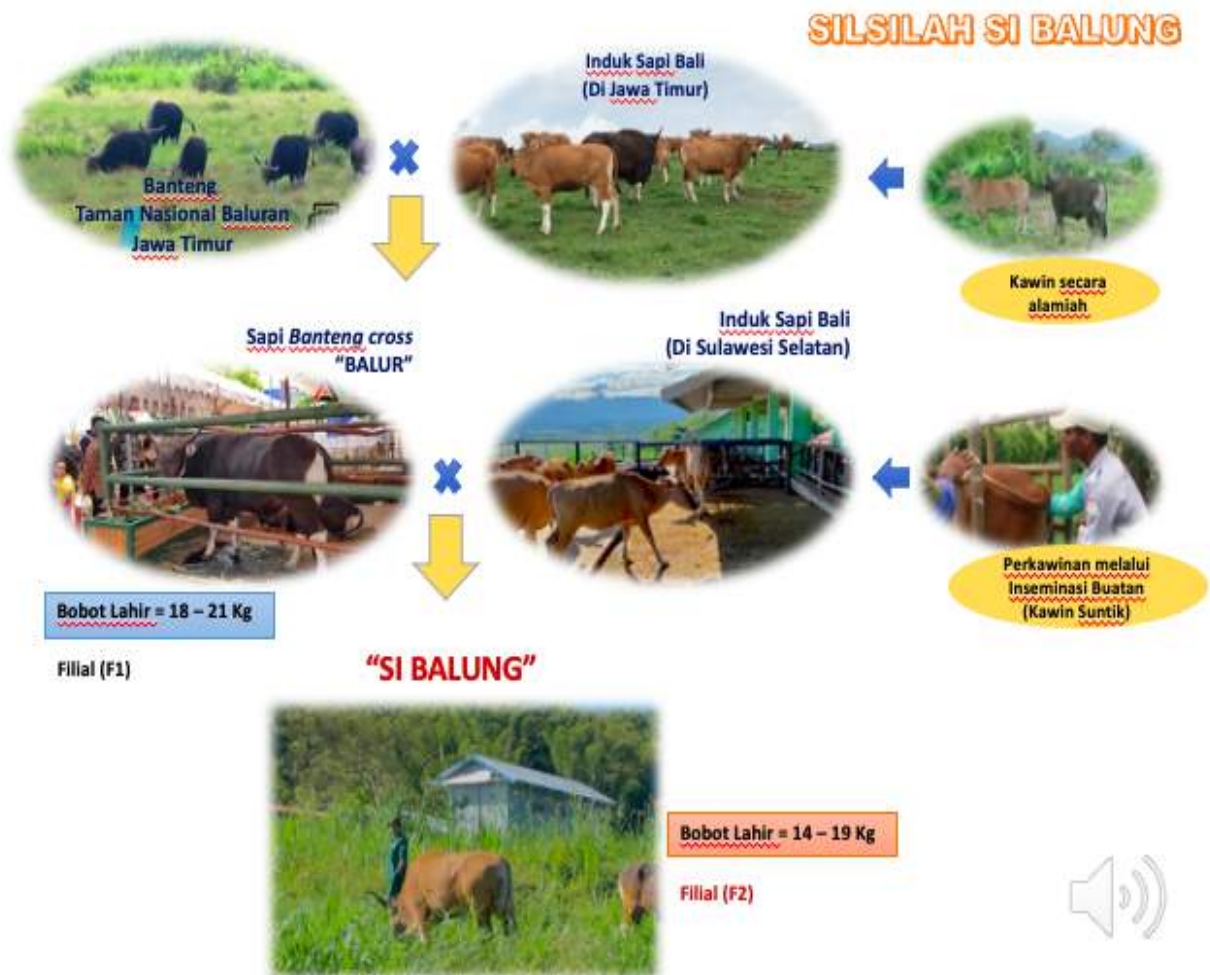 SILSILAH SI BALUNG
Banteng
Taman Nasional Baluran
Jawa Timur
Induk Sapi Bali
(Di Jawa Timur)
Kawin secara
alamiah
Sapi Banteng cross
“BALUR”
Induk Sapi Bali
(Di Sulawesi Selatan)
Perkawinan melalui
Inseminasi Buatan
(Kawin Suntik)
Bobot Lahir = 18 – 21 Kg
Filial (F1)
“SI BALUNG”
Bobot Lahir = 14 – 19 Kg
Filial (F2)